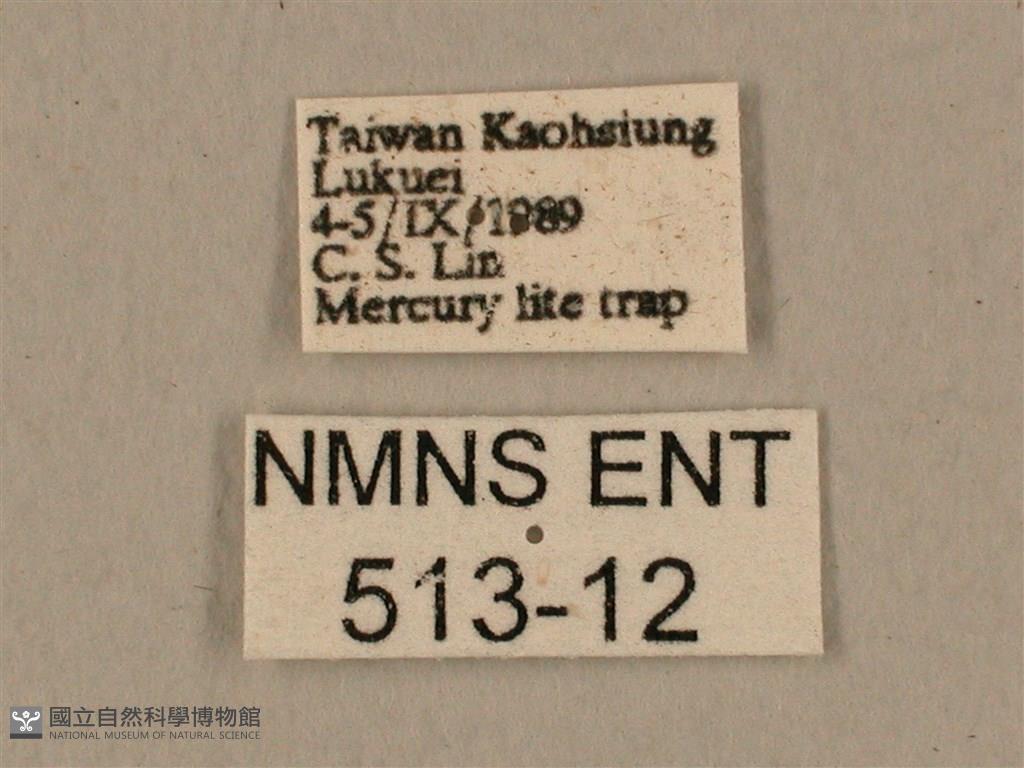 Taiwan Kaohsiung
Lukuei
4-5/IX/1989
C. S. Lin
Mercury lite trap
NMNS ENT
513-12
國立自然科學博物館
NATIONAL MUSEUM OF NATURAL SCIENCE